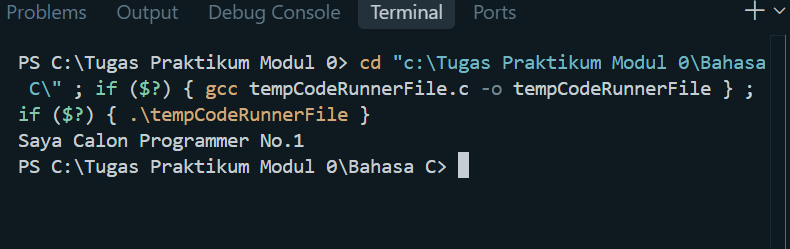 Problems Output Debug Console Terminal Ports
PS C:\Tugas Praktikum Modul 0> cd "c:\Tugas Praktikum Modul 0\Bahasa
C\" ; if ($?) { gcc tempCodeRunnerFile.c -o tempCodeRunnerFile } ;
if ($?) { .\tempCodeRunnerFile }
Saya Calon Programmer No.1
PS C:\Tugas Praktikum Modul 0\Bahasa C>